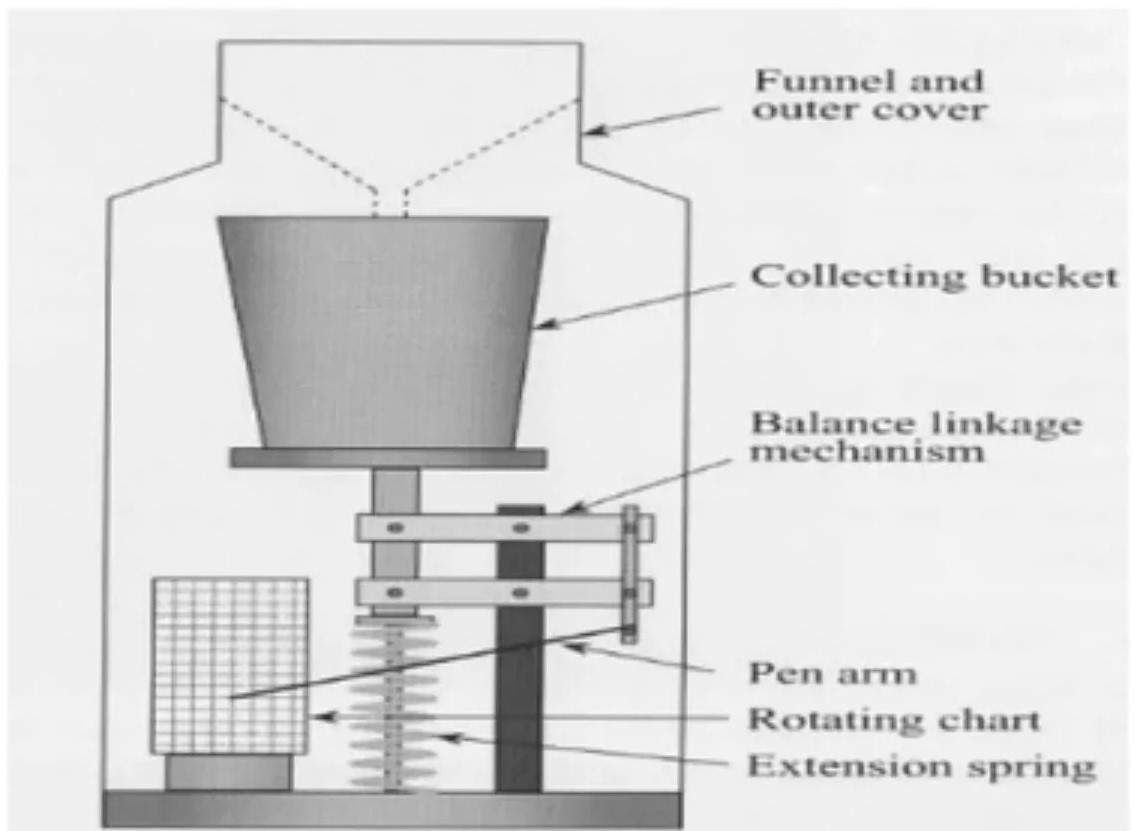 Funnel and
outer cover
Collecting bucket
Balance linkage
mechanism
Pen arm
Rotating chart
Extension spring